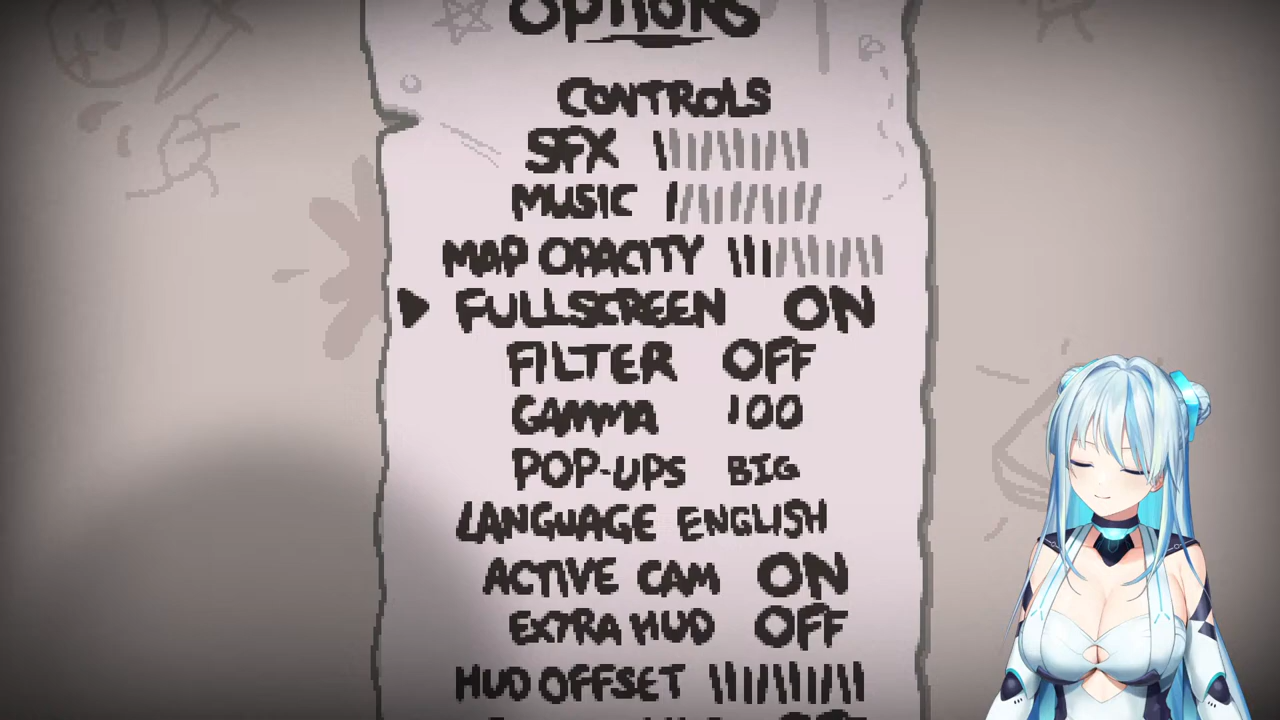 Options
CONTROLS
SFX
MUSIC
MAP OPACITY
FULLSCREEN ON
FILTER OFF
GAMMA 100
POP-UPS BIG
LANGUAGE ENGLISH
ACTIVE CAM ON
EXTRA HUD OFF
HUD OFFSET